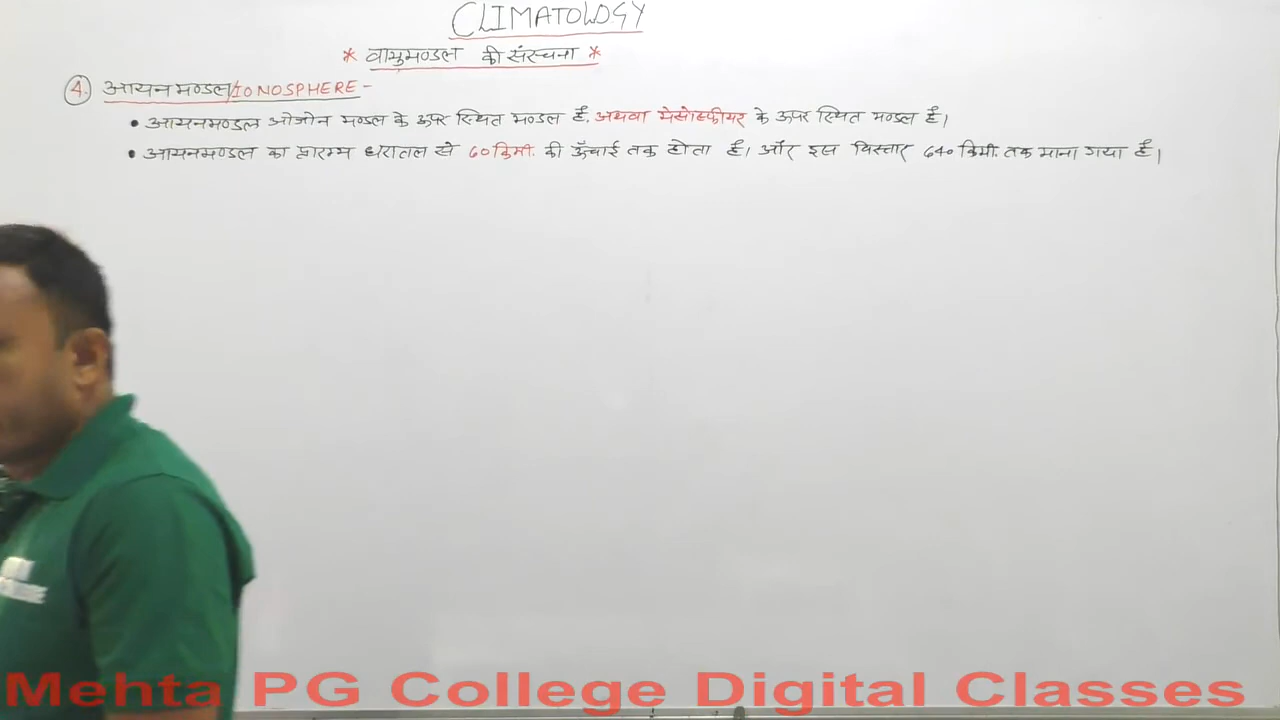 CLIMATOLOGY
* वायुमण्डल की संरचना *
4. आयन मण्डल/IONOSPHERE -
• आयनमण्डल ओजोन मण्डल के ऊपर स्थित मण्डल है, अथवा मेसोस्फीयर के ऊपर स्थित मण्डल है।
• आयनमण्डल का प्रारम्भ धरातल से 60 किमी. की ऊँचाई तक होता है। और इस विस्तार 640 किमी. तक माना गया है।
Mehta PG College Digital Classes